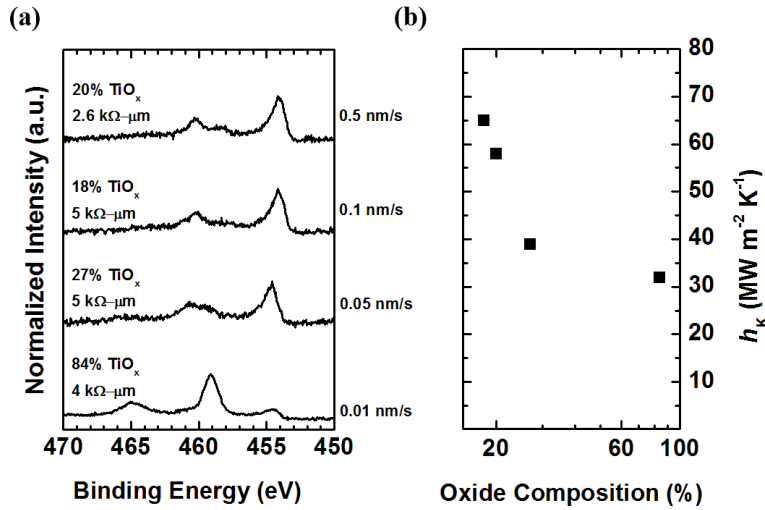 (a)
Normalized Intensity (a.u.)
20% TiOx
2.6 kΩ–μm
0.5 nm/s
18% TiOx
5 kΩ–μm
0.1 nm/s
27% TiOx
5 kΩ–μm
0.05 nm/s
84% TiOx
4 kΩ–μm
0.01 nm/s
470 465 460 455 450
Binding Energy (eV)
(b)
80
70
60
50
40
30
20
10
hK (MW m-2 K-1)
20 60 100
Oxide Composition (%)